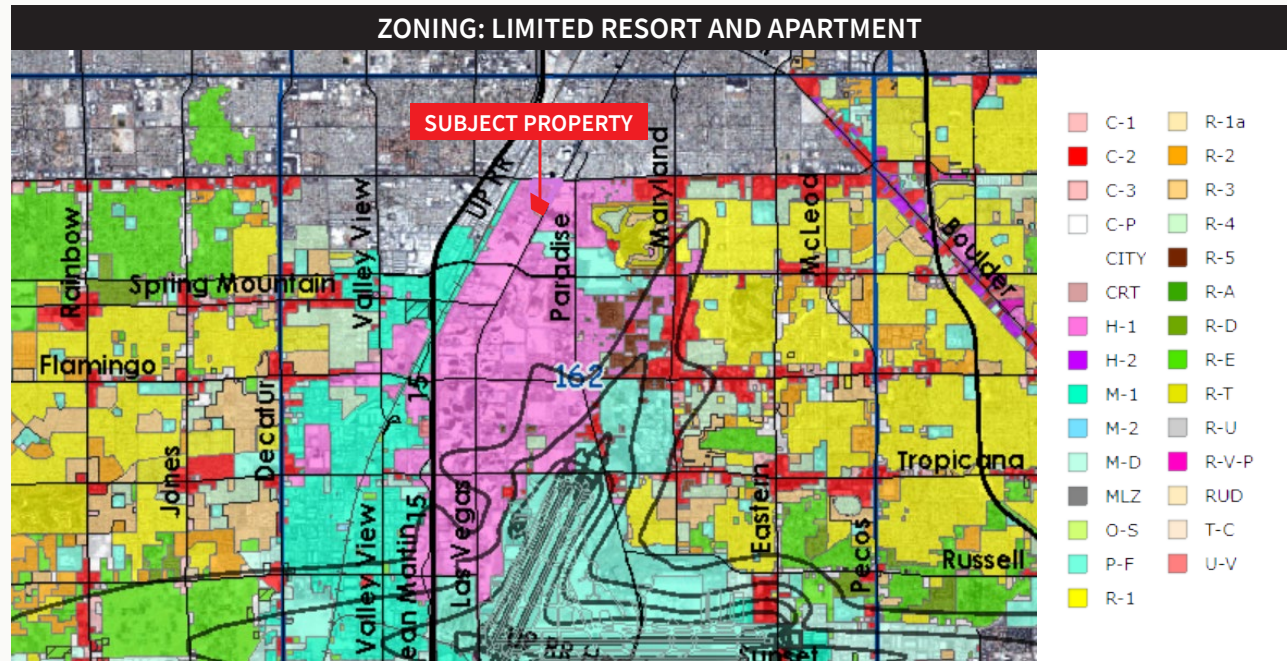 ZONING: LIMITED RESORT AND APARTMENT
SUBJECT PROPERTY
UP RR
Maryland
Valley View
Rainbow
Paradise
McLeod
Boulder
Spring Mountain
Flamingo
162
15
Decatur
Jones
Tropicana
Las Vegas
15
Eastern
Pecos
Russell
Valley View
ean Martin
Sunset
C-1
C-2
C-3
C-P
CITY
CRT
H-1
H-2
M-1
M-2
M-D
MLZ
O-S
P-F
R-1
R-1a
R-2
R-3
R-4
R-5
R-A
R-D
R-E
R-T
R-U
R-V-P
RUD
T-C
U-V